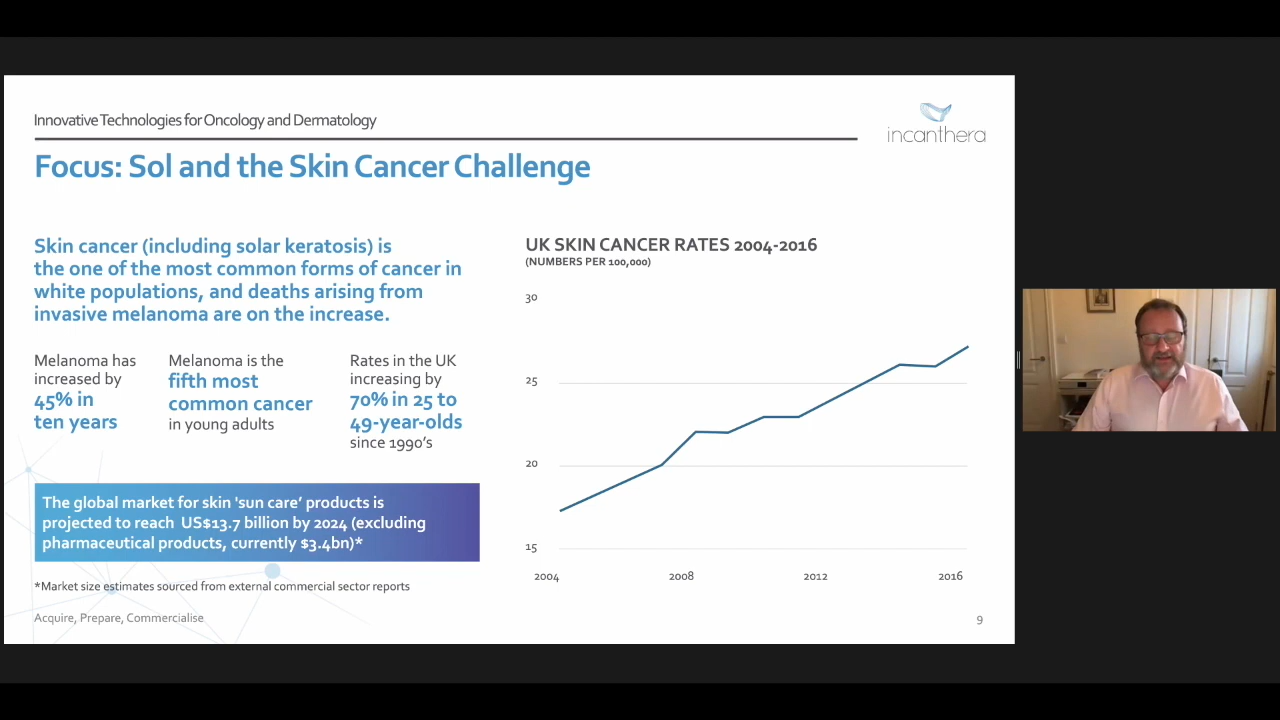 Innovative Technologies for Oncology and Dermatology
incanthera
Focus: Sol and the Skin Cancer Challenge
Skin cancer (including solar keratosis) is
the one of the most common forms of cancer in
white populations, and deaths arising from
invasive melanoma are on the increase.
Melanoma has
increased by
45% in
ten years
Melanoma is the
fifth most
common cancer
in young adults
Rates in the UK
increasing by
70% in 25 to
49-year-olds
since 1990's
The global market for skin 'sun care' products is
projected to reach US$13.7 billion by 2024 (excluding
pharmaceutical products, currently $3.4bn)*
*Market size estimates sourced from external commercial sector reports
Acquire, Prepare, Commercialise
UK SKIN CANCER RATES 2004-2016
(NUMBERS PER 100,000)
30
25
20
15
2004 2008 2012 2016
9